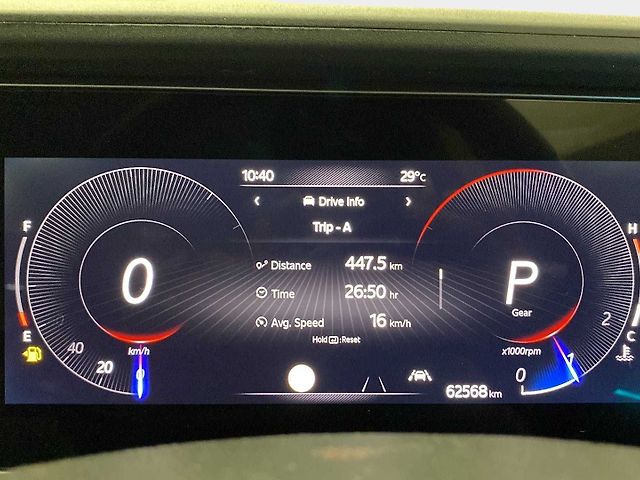 10:40 29°C
Drive Info
Trip - A
F
H
Distance 447.5 km
0
P
Time 26:50 hr
Gear
Avg. Speed 16 km/h
2
E
C
Hold :Reset
40
km/h
x1000rpm
1
20
0
0
62568 km